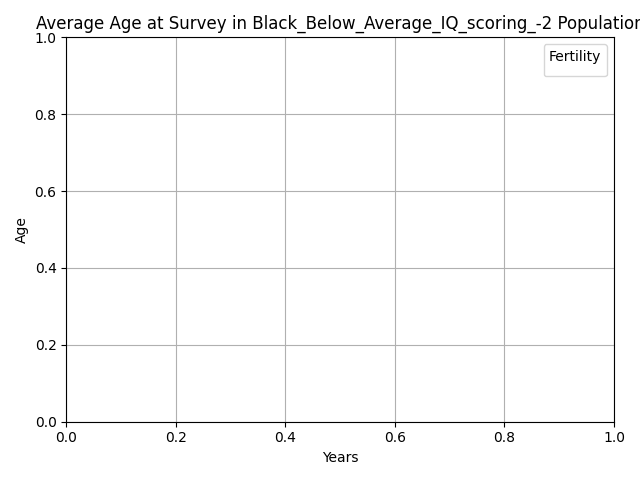 Average Age at Survey in Black_Below_Average_IQ_scoring_-2 Population
Fertility
1.0
0.8
0.6
0.4
0.2
0.0
Age
0.0 0.2 0.4 0.6 0.8 1.0
Years